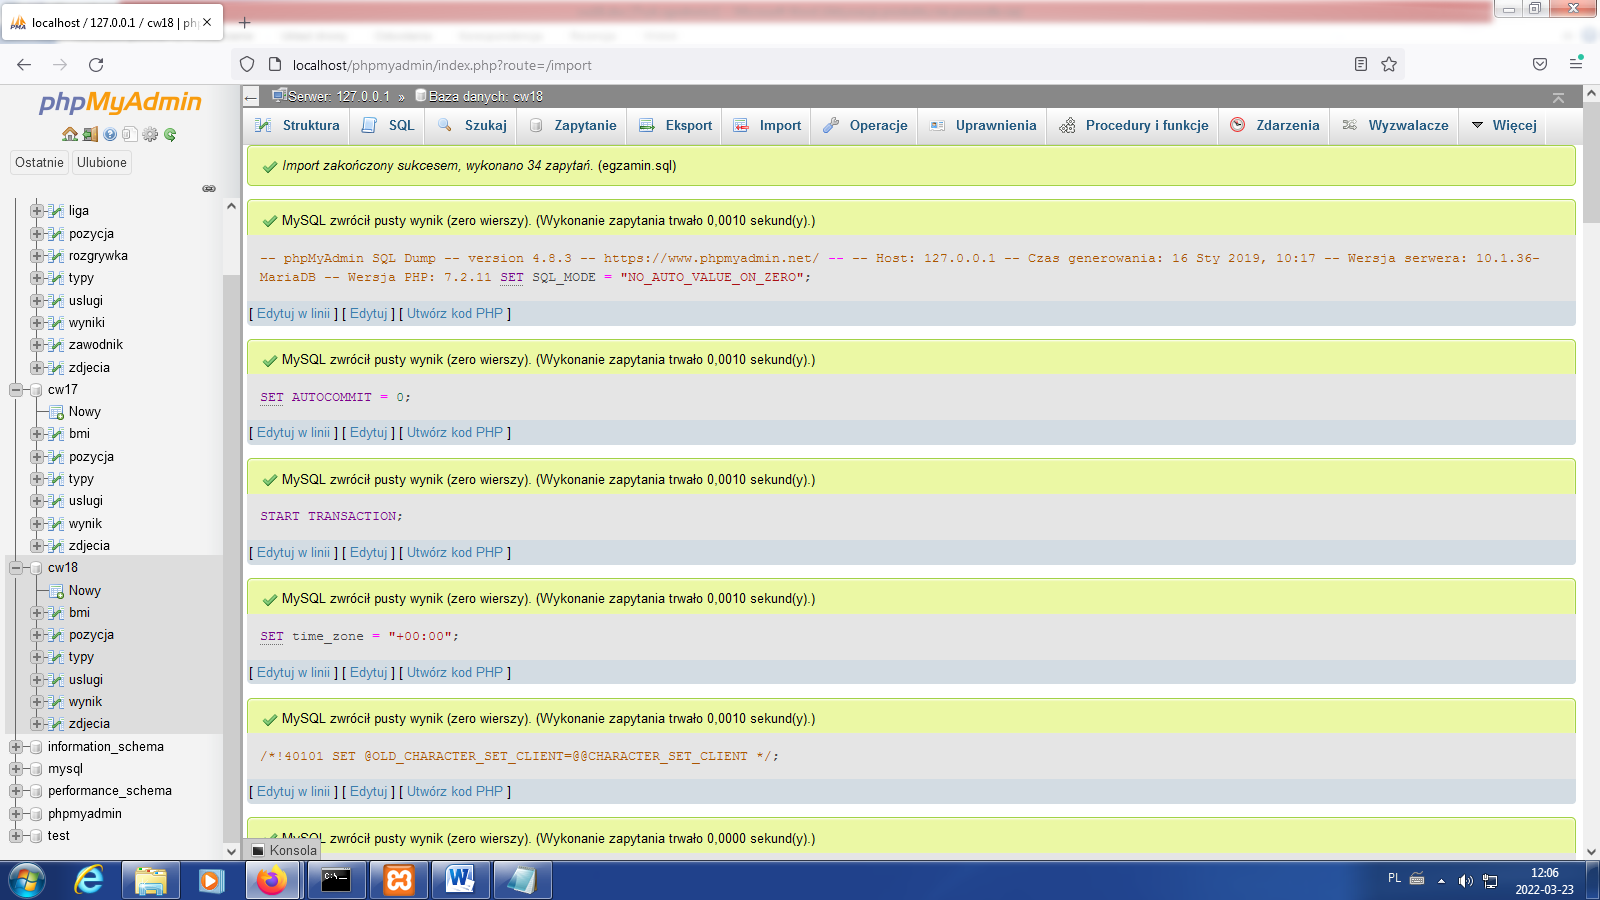 localhost / 127.0.0.1 / cw18 | ph
localhost/phpmyadmin/index.php?route=/import
phpMyAdmin
Ostatnie
Ulubione
liga
pozycja
rozgrywka
typy
uslugi
wyniki
zawodnik
zdjecia
cw17
Nowy
bmi
pozycja
typy
uslugi
wynik
zdjecia
cw18
Nowy
bmi
pozycja
typy
uslugi
wynik
zdjecia
information_schema
mysql
performance_schema
phpmyadmin
test
Serwer: 127.0.0.1 » Baza danych: cw18
Struktura SQL Szukaj Zapytanie Eksport Import Operacje Uprawnienia Procedury i funkcje Zdarzenia Wyzwalacze Więcej
Import zakończony sukcesem, wykonano 34 zapytań. (egzamin.sql)
MySQL zwrócił pusty wynik (zero wierszy). (Wykonanie zapytania trwało 0,0010 sekund(y).)
-- phpMyAdmin SQL Dump -- version 4.8.3 -- https://www.phpmyadmin.net/ -- -- Host: 127.0.0.1 -- Czas generowania: 16 Sty 2019, 10:17 -- Wersja serwera: 10.1.36-
MariaDB -- Wersja PHP: 7.2.11 SET SQL_MODE = "NO_AUTO_VALUE_ON_ZERO";
[ Edytuj w linii ] [ Edytuj ] [ Utwórz kod PHP ]
MySQL zwrócił pusty wynik (zero wierszy). (Wykonanie zapytania trwało 0,0010 sekund(y).)
SET AUTOCOMMIT = 0;
[ Edytuj w linii ] [ Edytuj ] [ Utwórz kod PHP ]
MySQL zwrócił pusty wynik (zero wierszy). (Wykonanie zapytania trwało 0,0010 sekund(y).)
START TRANSACTION;
[ Edytuj w linii ] [ Edytuj ] [ Utwórz kod PHP ]
MySQL zwrócił pusty wynik (zero wierszy). (Wykonanie zapytania trwało 0,0010 sekund(y).)
SET time_zone = "+00:00";
[ Edytuj w linii ] [ Edytuj ] [ Utwórz kod PHP ]
MySQL zwrócił pusty wynik (zero wierszy). (Wykonanie zapytania trwało 0,0010 sekund(y).)
/*!40101 SET @OLD_CHARACTER_SET_CLIENT=@@CHARACTER_SET_CLIENT */;
[ Edytuj w linii ] [ Edytuj ] [ Utwórz kod PHP ]
MySQL zwrócił pusty wynik (zero wierszy). (Wykonanie zapytania trwało 0,0000 sekund(y).)
Konsola
PL
12:06
2022-03-23